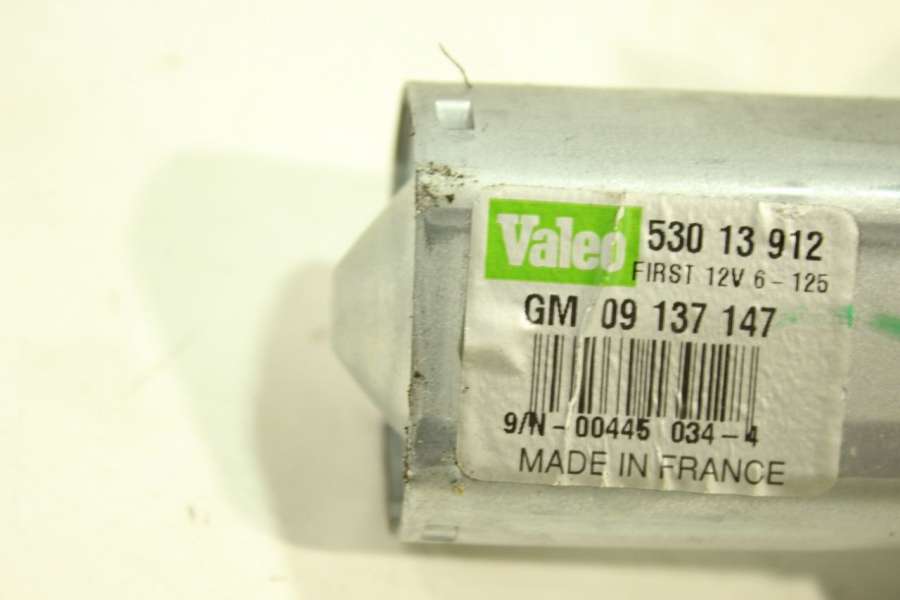 Valeo 530 13 912
FIRST 12V 6-125
GM 09 137 147
9/N-00445 034-4
MADE IN FRANCE